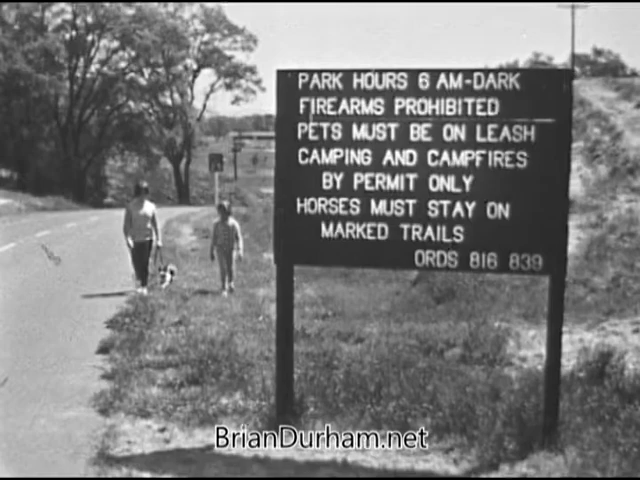 PARK HOURS 6 AM-DARK
FIREARMS PROHIBITED
PETS MUST BE ON LEASH
CAMPING AND CAMPFIRES
BY PERMIT ONLY
HORSES MUST STAY ON
MARKED TRAILS
ORDS 816 839
BrianDurham.net